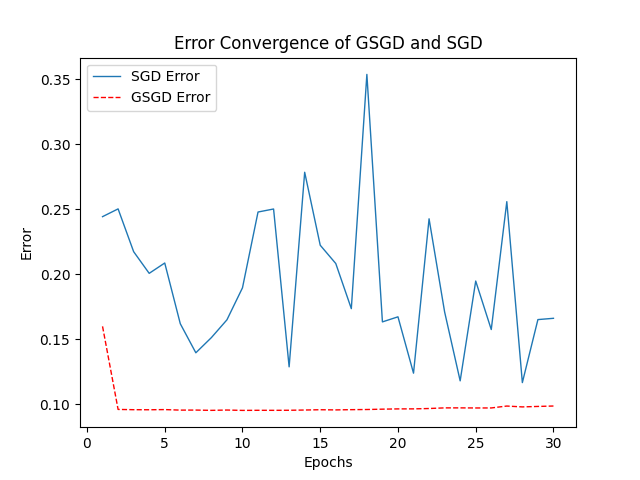 Error Convergence of GSGD and SGD
SGD Error
GSGD Error
Error
0.35
0.30
0.25
0.20
0.15
0.10
0 5 10 15 20 25 30
Epochs